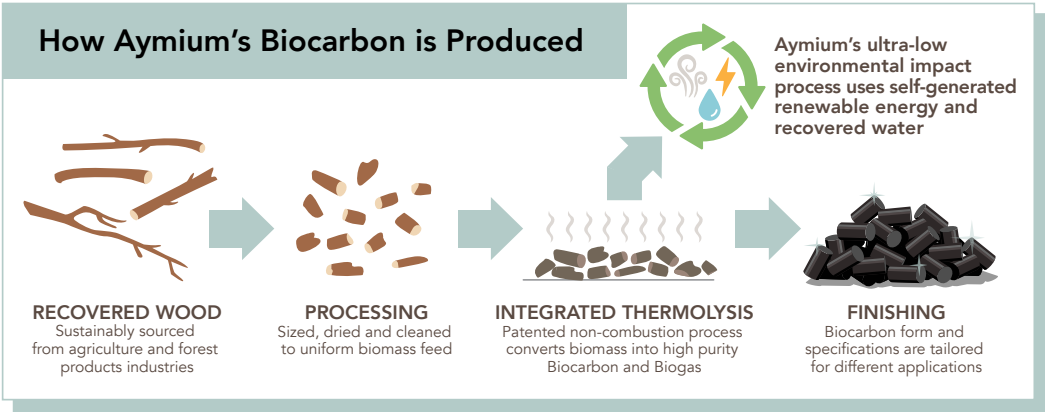 How Aymium's Biocarbon is Produced
Aymium's ultra-low
environmental impact
process uses self-generated
renewable energy and
recovered water
RECOVERED WOOD
Sustainably sourced
from agriculture and forest
products industries
PROCESSING
Sized, dried and cleaned
to uniform biomass feed
INTEGRATED THERMOLYSIS
Patented non-combustion process
converts biomass into high purity
Biocarbon and Biogas
FINISHING
Biocarbon form and
specifications are tailored
for different applications